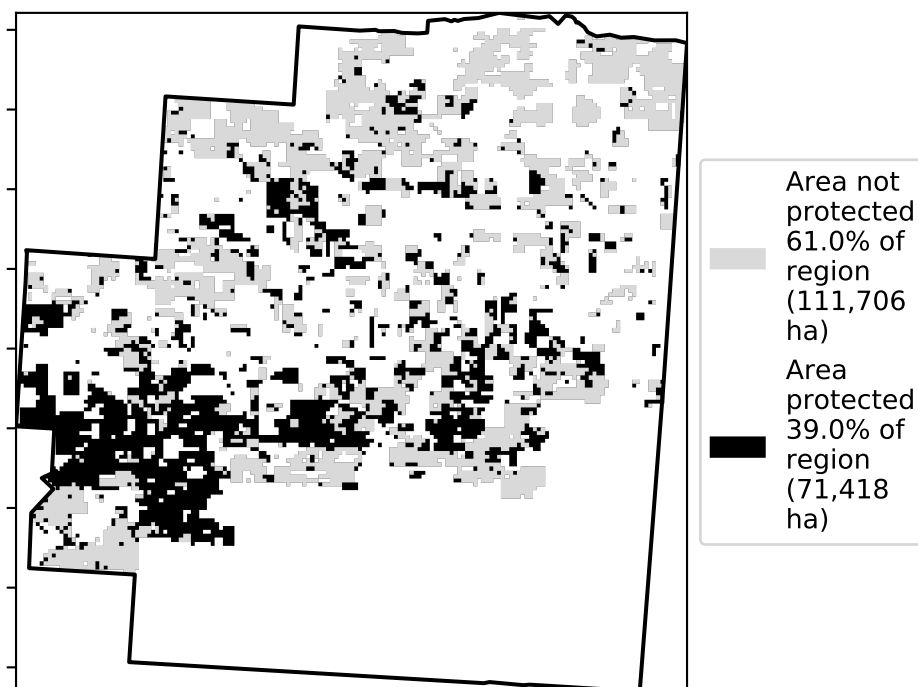 Area not
protected
61.0% of
region
(111,706
ha)
Area
protected
39.0% of
region
(71,418
ha)